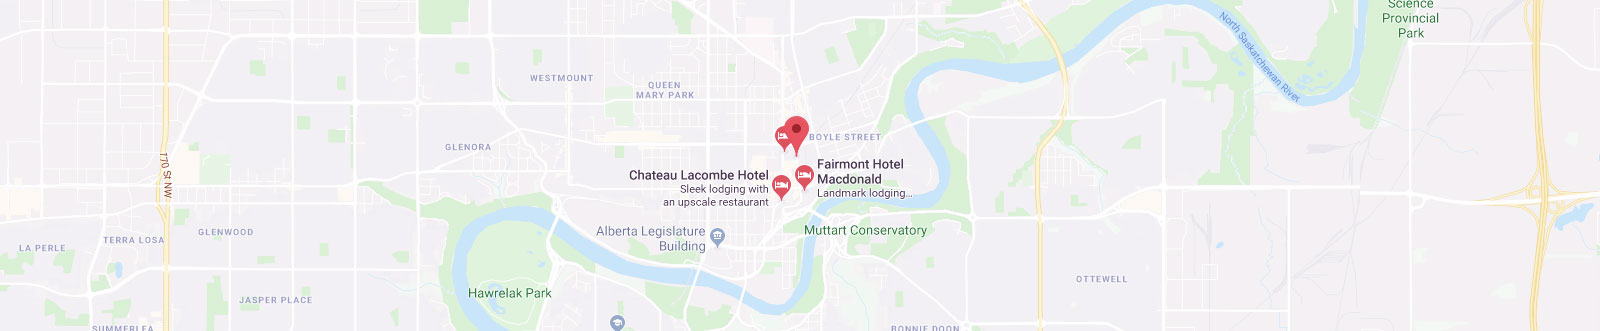 Science
Provincial
Park
North Saskatchewan River
WESTMOUNT
QUEEN
MARY PARK
BOYLE STREET
GLENORA
170 St NW
Chateau Lacombe Hotel
Sleek lodging with
an upscale restaurant
Fairmont Hotel
Macdonald
Landmark lodging...
Alberta Legislature
Building
Muttart Conservatory
GLENWOOD
TERRA LOSA
LA PERLE
OTTEWELL
Hawrelak Park
JASPER PLACE
SUMMERLEA
BONNIE DOON